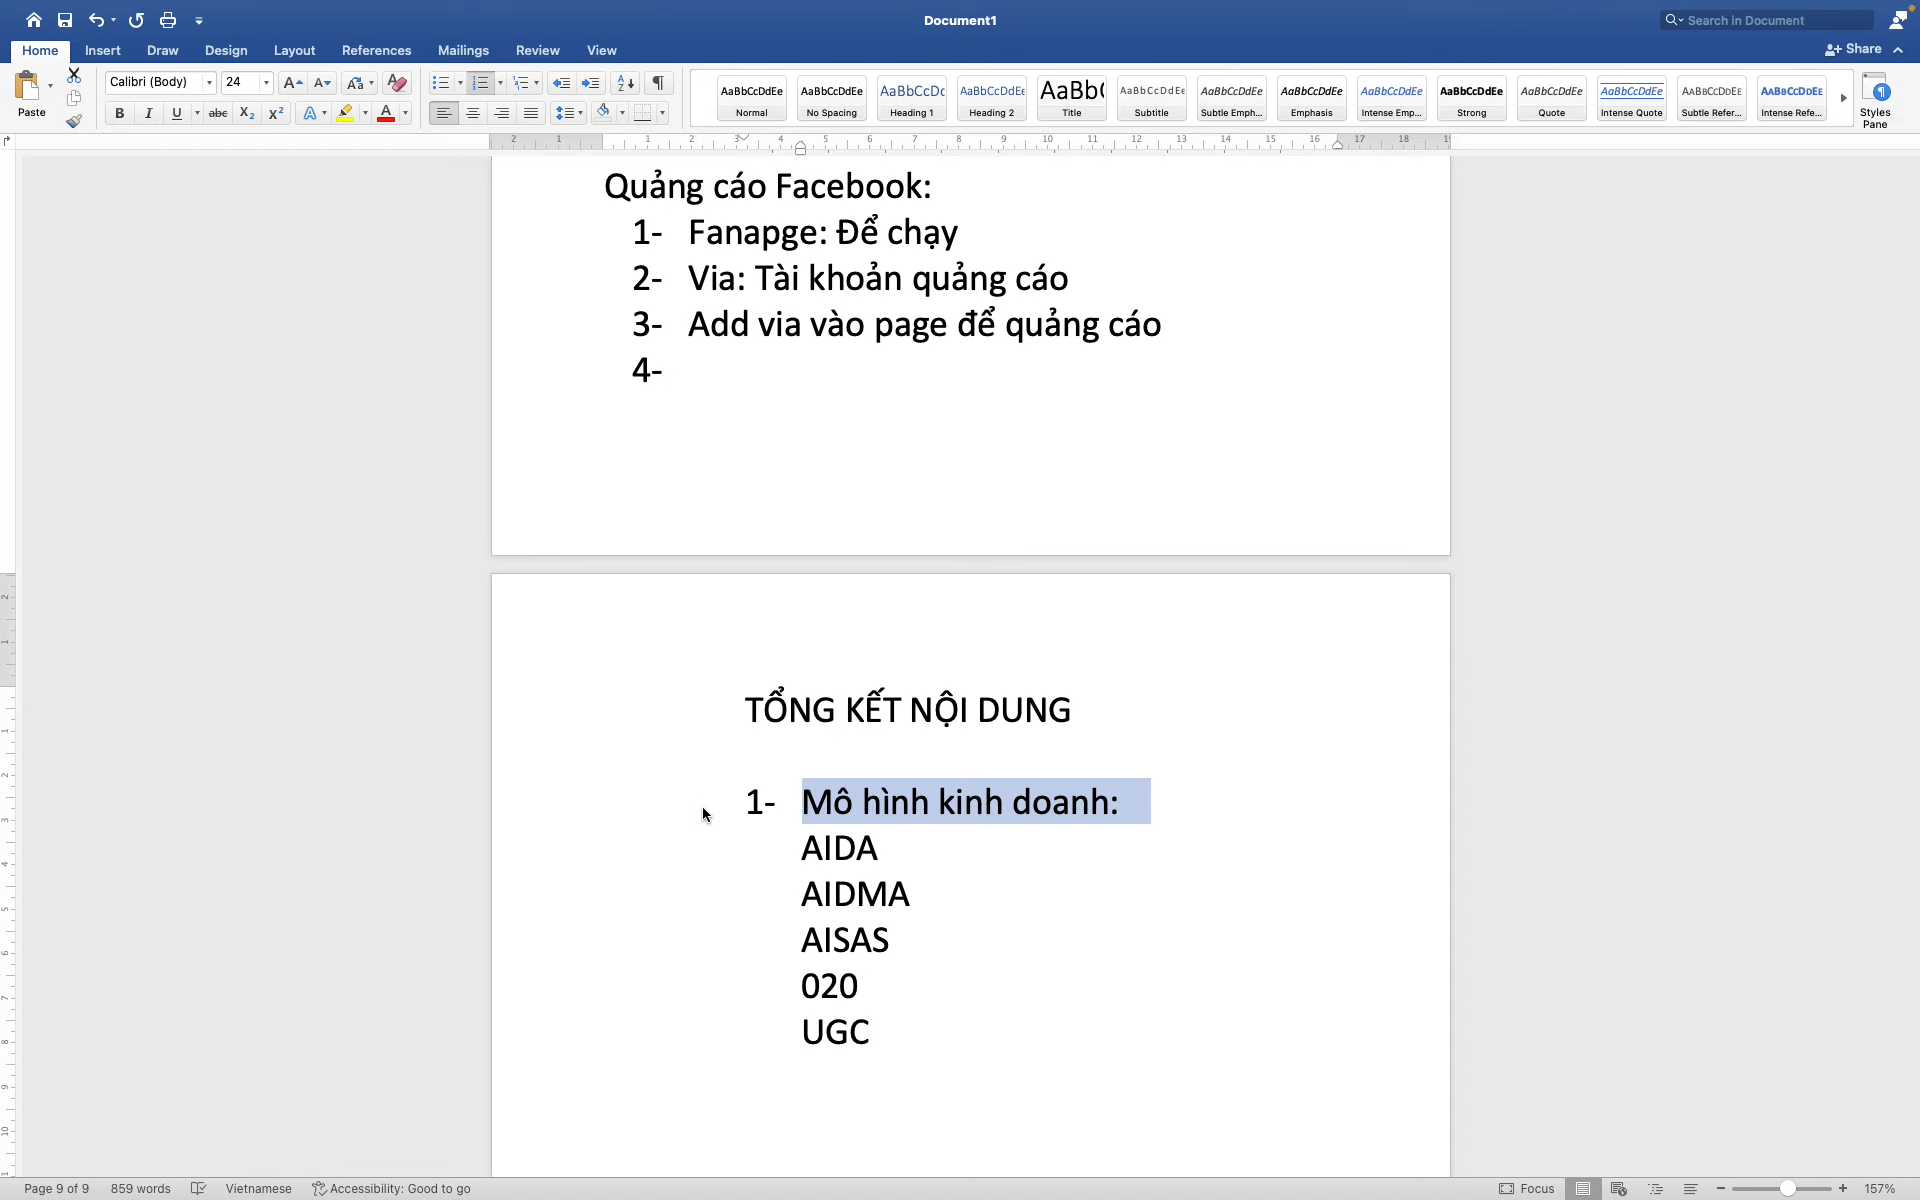 Document1
Search in Document
Home Insert Draw Design Layout References Mailings Review View
Share
Paste
Calibri (Body) 24
AaBbCcDdEe AaBbCcDdEe AaBbCcDc AaBbCcDdEe AaBb( AaBbCcDdEe AaBbCcDdEe AaBbCcDdEe AaBbCcDdEe AaBbCcDdEe AaBbCcDdEe AaBbCcDdEe AaBbCcDdEe AaBbCcDdEe
Normal No Spacing Heading 1 Heading 2 Title Subtitle Subtle Emph... Emphasis Intense Emp... Strong Quote Intense Quote Subtle Refer... Intense Refe...
Styles Pane
Quảng cáo Facebook:
1- Fanapge: Để chạy
2- Via: Tài khoản quảng cáo
3- Add via vào page để quảng cáo
4-
TỔNG KẾT NỘI DUNG
1- Mô hình kinh doanh:
AIDA
AIDMA
AISAS
020
UGC
Page 9 of 9 859 words Vietnamese Accessibility: Good to go Focus 157%